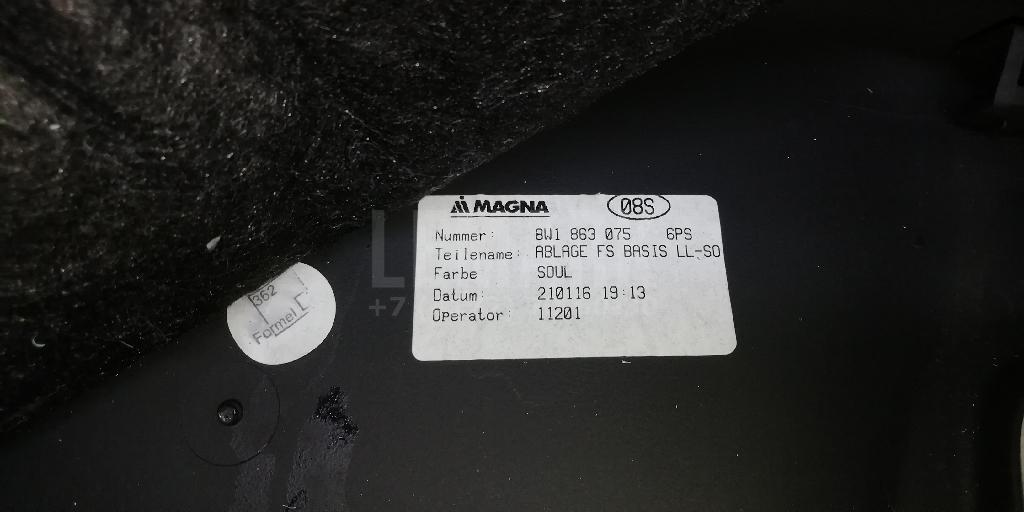 MAGNA 08S
Nummer: 8W1 863 075 6PS
Teilename: ABLAGE FS BASIS LL-SO
Farbe SOUL
Datum: 210116 19:13
Operator: 11201
362
Formel
+7